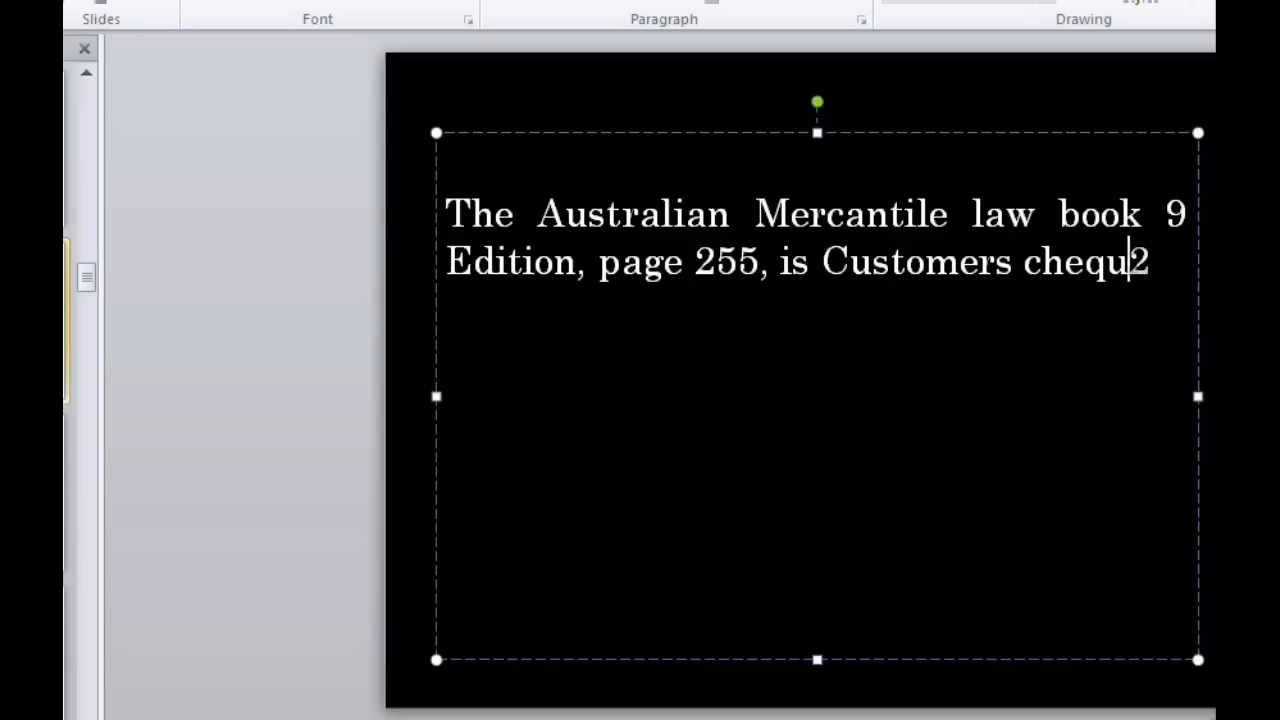 Slides Font Paragraph Drawing
The Australian Mercantile law book 9
Edition, page 255, is Customers chequ2